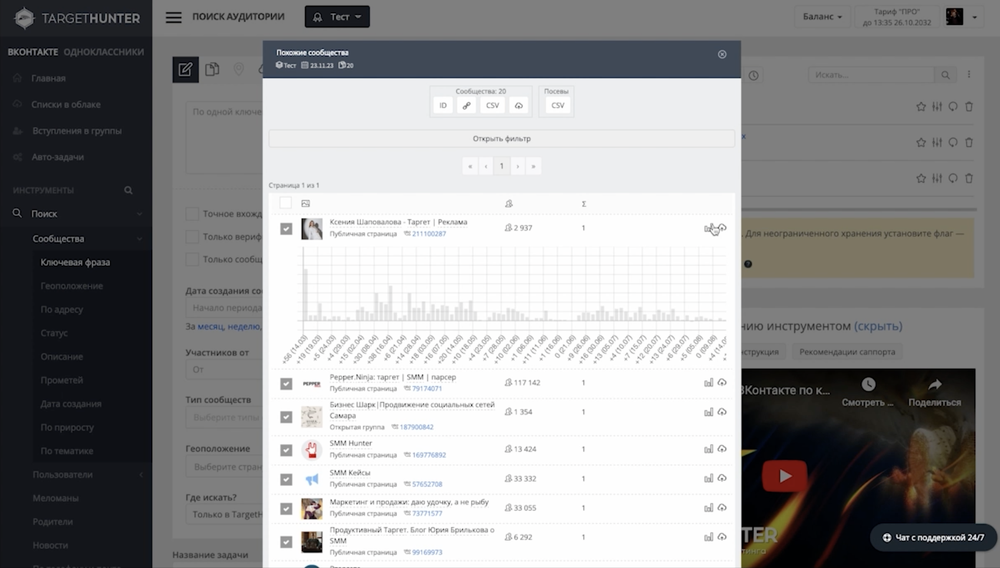 TARGETHUNTER
ПОИСК АУДИТОРИИ
Тест
Баланс
Тариф "ПРО"
до 13:35 26.10.2032
ВКОНТАКТЕ ОДНОКЛАССНИКИ
Главная
Списки в облаке
Вступления в группы
Авто-задачи
ИНСТРУМЕНТЫ
Поиск
Сообщества
Ключевая фраза
Геоположение
По адресу
Статус
Описание
Прометей
Дата создания
По приросту
По тематике
Пользователи
Меломаны
Родители
Новости
По одной ключе
Точное вхожд
Только вериф
Только сообщ
Дата создания со
Начало периода
За месяц, неделю,
Участников от
От
Тип сообществ
Выберите типы
Геоположение
Выберите стран
Где искать?
Только в TargetH
Название задачи
Похожие сообщества
Тест 23.11.23 20
Сообщества: 20
ID CSV
Посевы
CSV
Открыть фильтр
« ‹ 1 › »
Страница 1 из 1
Σ
Ксения Шаповалова - Таргет | Реклама
Публичная страница 211100287
2 937
1
+56 (14.03)
+19 (19.03)
+5 (24.03)
+4 (29.03)
+15 (02.04)
+30 (08.04)
+38 (16.04)
+6 (21.04)
+14 (28.04)
+18 (03.05)
+16 (07.05)
+20 (14.05)
+10 (18.05)
+4 (23.05)
+7 (28.05)
+10 (02.06)
+1 (06.06)
+11 (11.06)
+1 (16.06)
0 (21.06)
+9 (26.06)
+16 (30.06)
+13 (05.07)
+4 (10.07)
+7 (15.07)
+12 (20.07)
+13 (24.07)
+6 (29.07)
+5 (05.08)
0 (09.08)
+4 (14.0
Pepper.Ninja: таргет | SMM | парсер
PEPPER
Публичная страница 79174071
117 142
1
Бизнес Шарк|Продвижение социальных сетей
Самара
Открытая группа 187900842
1 354
1
SMM Hunter
Публичная страница 169776892
13 424
1
SMM Кейсы
Публичная страница 57652708
33 332
1
Маркетинг и продажи: даю удочку, а не рыбу
Публичная страница 73771577
33 055
1
Продуктивный Таргет. Блог Юрия Брилькова о
SMM
Публичная страница 99169973
6 292
1
Искать...
х
. Для неограниченного хранения установите флаг —
нию инструментом (скрыть)
струкция
Рекомендации саппорта
ВКонтакте по к...
Смотреть ...
Поделиться
TER
тинга
Чат с поддержкой 24/7